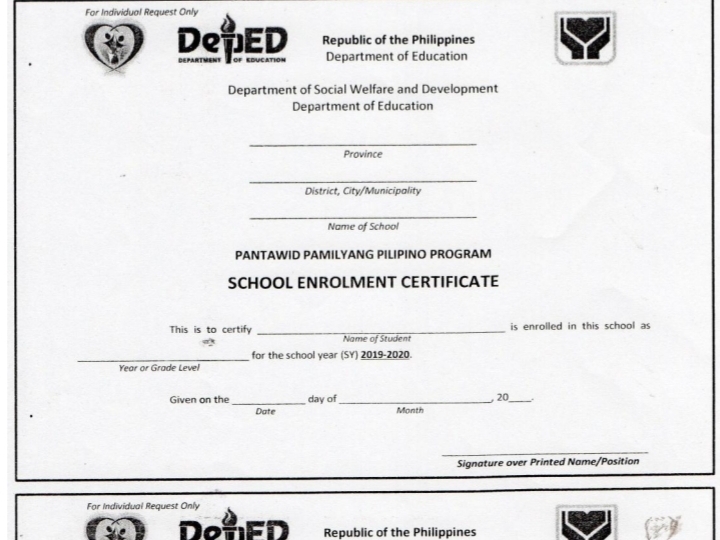 For Individual Request Only
DepED
DEPARTMENT OF EDUCATION
Republic of the Philippines
Department of Education
Department of Social Welfare and Development
Department of Education
Province
District, City/Municipality
Name of School
PANTAWID PAMILYANG PILIPINO PROGRAM
SCHOOL ENROLMENT CERTIFICATE
This is to certify ____________________ is enrolled in this school as
Name of Student
____________________ for the school year (SY) 2019-2020.
Year or Grade Level
Given on the __________ day of ____________________, 20____.
Date Month
Signature over Printed Name/Position
For Individual Request Only
DepED
Republic of the Philippines